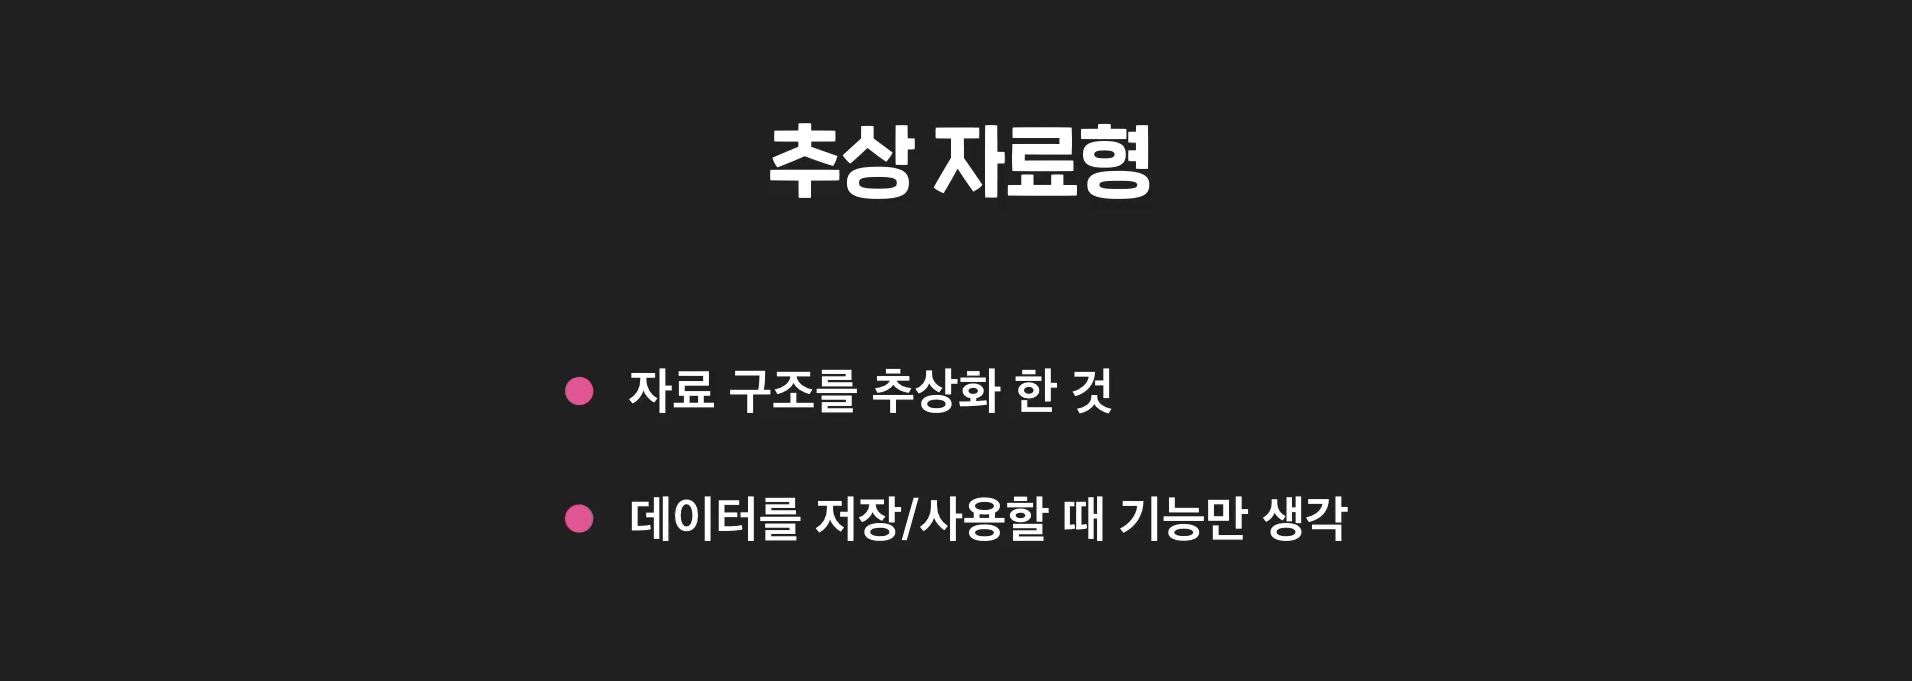 추상 자료형
자료 구조를 추상화 한 것
데이터를 저장/사용할 때 기능만 생각